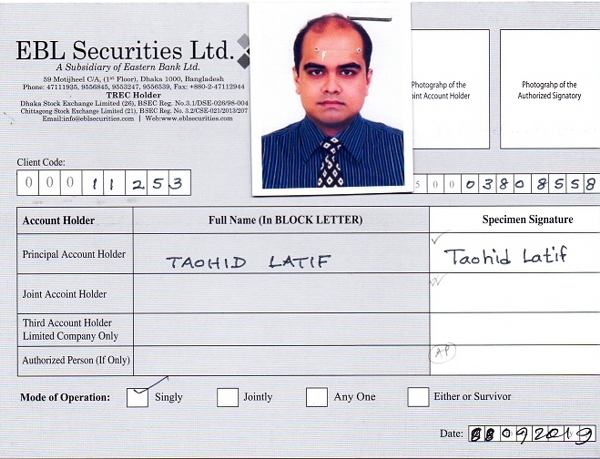 EBL Securities Ltd.
A Subsidiary of Eastern Bank Ltd.
59 Motijheel C/A, (1st Floor), Dhaka 1000, Bangladesh
Phone: 47111935, 9556845, 9553247, 9556539, Fax: +880-2-47112944
TREC Holder
Dhaka Stock Exchange Limited (26), BSEC Reg. No.3.1/DSE-026/98-004
Chittagong Stock Exchange Limited (21), BSEC Reg. No. 3.2/CSE-021/2013/207
Email:info@eblsecurities.com | Web:www.eblsecurities.com
Photograhp of the
Account Holder
Photograhp of the
Authorized Signatory
Client Code:
0 0 0 1 1 2 5 3
5 0 0 0 3 8 0 8 5 5 8
Account Holder Full Name (In BLOCK LETTER) Specimen Signature
Principal Account Holder TAOHID LATIF Taohid Latif
Joint Accoint Holder
Third Account Holder
Limited Company Only
Authorized Person (If Only) AP
Mode of Operation: Singly Jointly Any One Either or Survivor
Date: 09 2019